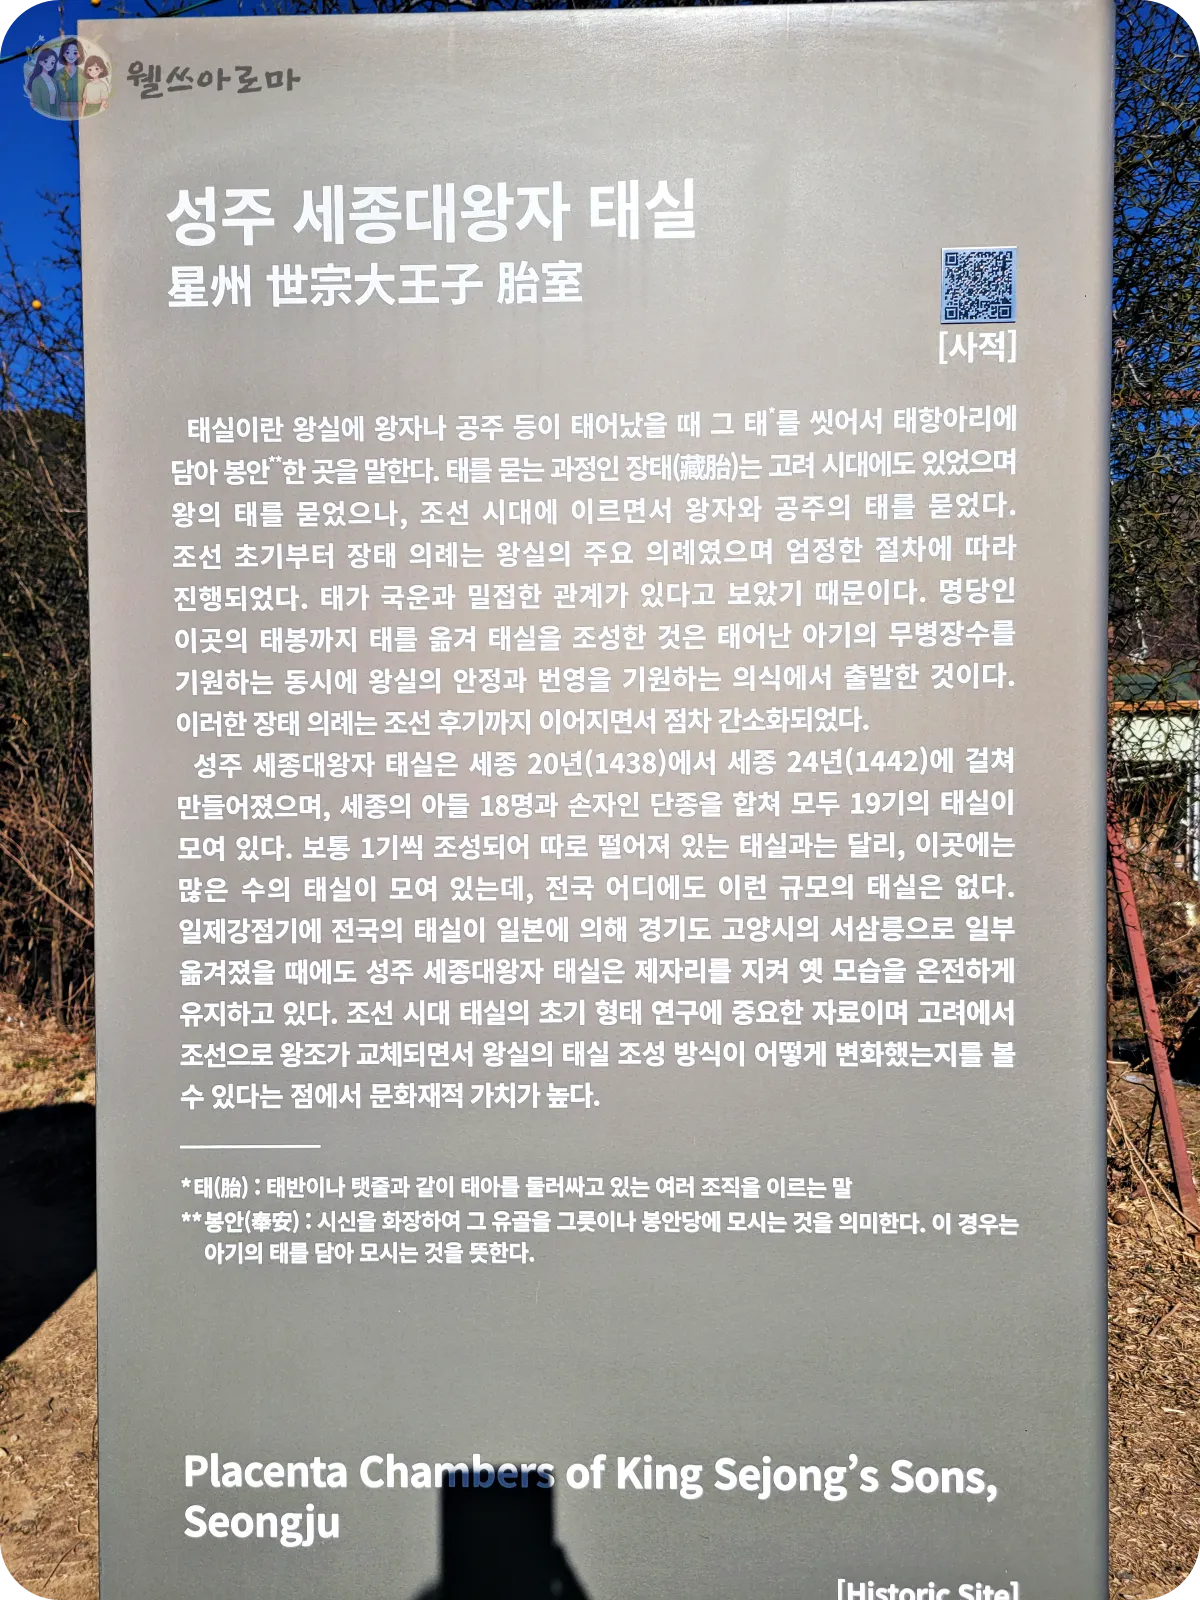 웰쓰아로마
성주 세종대왕자 태실
星州 世宗大王子 胎室
[사적]
태실이란 왕실에 왕자나 공주 등이 태어났을 때 그 태*를 씻어서 태항아리에
담아 봉안**한 곳을 말한다. 태를 묻는 과정인 장태(藏胎)는 고려 시대에도 있었으며
왕의 태를 묻었으나, 조선 시대에 이르면서 왕자와 공주의 태를 묻었다.
조선 초기부터 장태 의례는 왕실의 주요 의례였으며 엄정한 절차에 따라
진행되었다. 태가 국운과 밀접한 관계가 있다고 보았기 때문이다. 명당인
이곳의 태봉까지 태를 옮겨 태실을 조성한 것은 태어난 아기의 무병장수를
기원하는 동시에 왕실의 안정과 번영을 기원하는 의식에서 출발한 것이다.
이러한 장태 의례는 조선 후기까지 이어지면서 점차 간소화되었다.
성주 세종대왕자 태실은 세종 20년(1438)에서 세종 24년(1442)에 걸쳐
만들어졌으며, 세종의 아들 18명과 손자인 단종을 합쳐 모두 19기의 태실이
모여 있다. 보통 1기씩 조성되어 따로 떨어져 있는 태실과는 달리, 이곳에는
많은 수의 태실이 모여 있는데, 전국 어디에도 이런 규모의 태실은 없다.
일제강점기에 전국의 태실이 일본에 의해 경기도 고양시의 서삼릉으로 일부
옮겨졌을 때에도 성주 세종대왕자 태실은 제자리를 지켜 옛 모습을 온전하게
유지하고 있다. 조선 시대 태실의 초기 형태 연구에 중요한 자료이며 고려에서
조선으로 왕조가 교체되면서 왕실의 태실 조성 방식이 어떻게 변화했는지를 볼
수 있다는 점에서 문화재적 가치가 높다.
*태(胎) : 태반이나 탯줄과 같이 태아를 둘러싸고 있는 여러 조직을 이르는 말
**봉안(奉安) : 시신을 화장하여 그 유골을 그릇이나 봉안당에 모시는 것을 의미한다. 이 경우는
아기의 태를 담아 모시는 것을 뜻한다.
Placenta Chambers of King Sejong's Sons,
Seongju
[Historic Site]